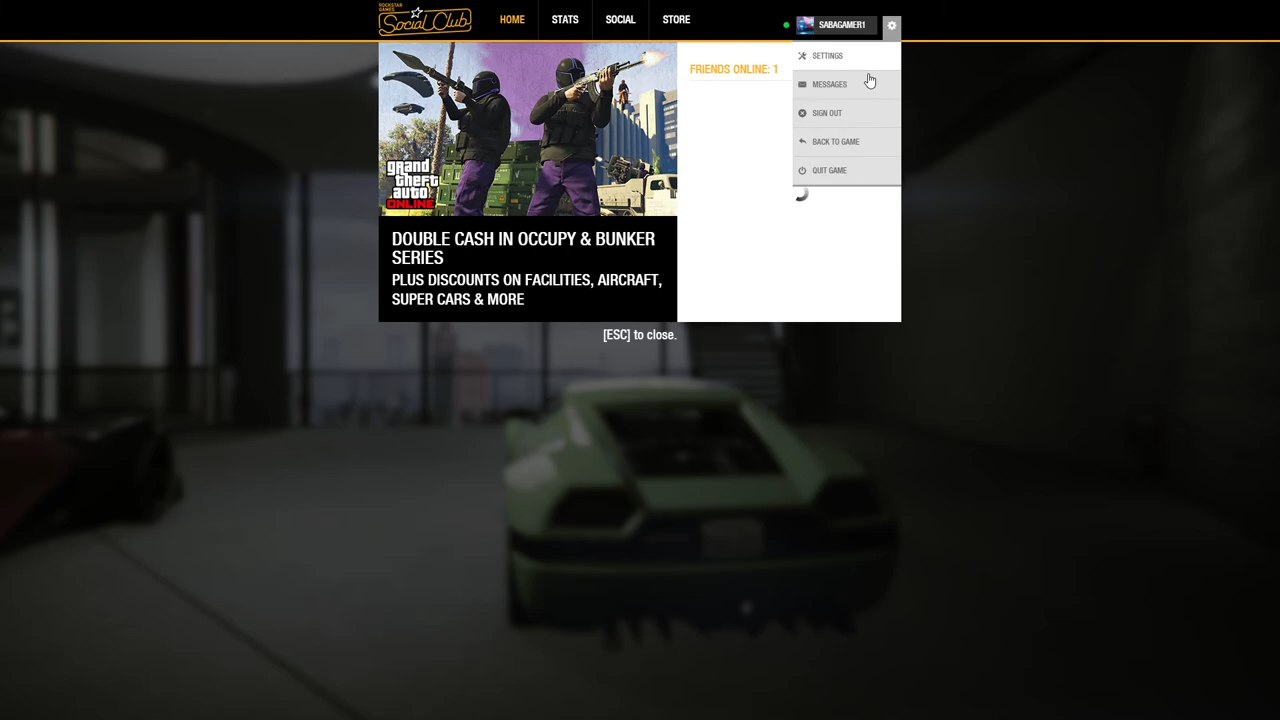 ROCKSTAR
GAMES
Social Club
HOME
STATS
SOCIAL
STORE
SABAGAMER1
SETTINGS
MESSAGES
SIGN OUT
BACK TO GAME
QUIT GAME
FRIENDS ONLINE: 1
grand
theft
auto
ONLINE
DOUBLE CASH IN OCCUPY & BUNKER
SERIES
PLUS DISCOUNTS ON FACILITIES, AIRCRAFT,
SUPER CARS & MORE
[ESC] to close.